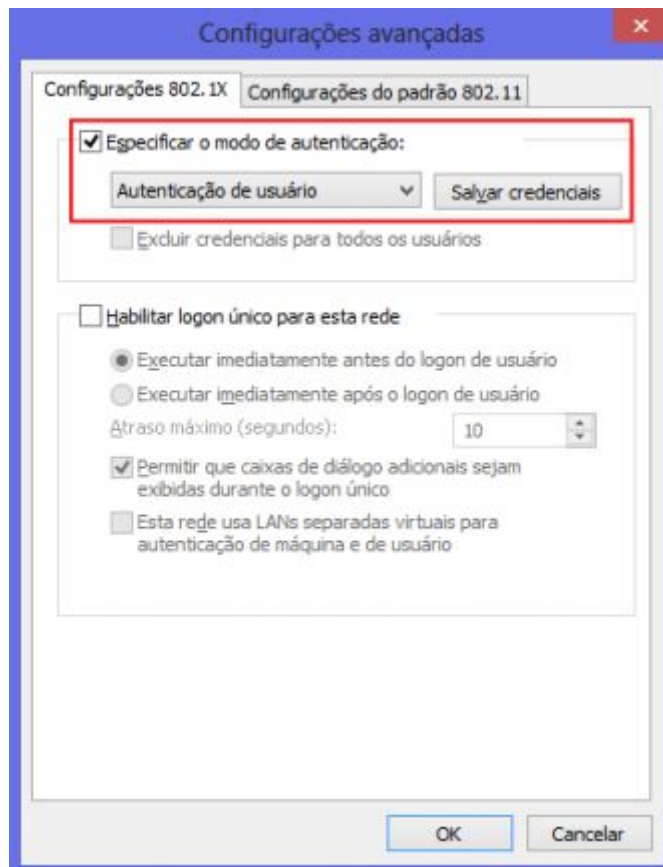 Configurações avançadas
Configurações 802.1X
Configurações do padrão 802.11
Especificar o modo de autenticação:
Autenticação de usuário
Salvar credenciais
Excluir credenciais para todos os usuários
Habilitar logon único para esta rede
Executar imediatamente antes do logon de usuário
Executar imediatamente após o logon de usuário
Atraso máximo (segundos):
10
Permitir que caixas de diálogo adicionais sejam
exibidas durante o logon único
Esta rede usa LANs separadas virtuais para
autenticação de máquina e de usuário
OK
Cancelar